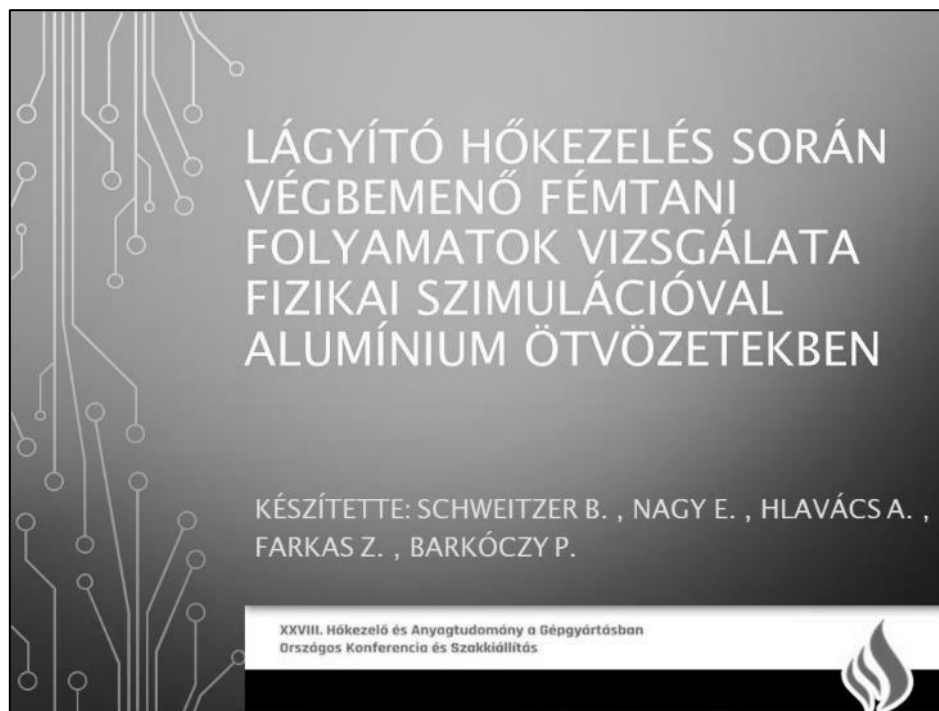 LÁGYÍTÓ HŐKEZELÉS SORÁN
VÉGBEMENŐ FÉMTANI
FOLYAMATOK VIZSGÁLATA
FIZIKAI SZIMULÁCIÓVAL
ALUMÍNIUM ÖTVÖZETEKBEN
KÉSZÍTETTE: SCHWEITZER B. , NAGY E. , HLAVÁCS A. ,
FARKAS Z. , BARKÓCZY P.
XXVIII. Hőkezelő és Anyagtudomány a Gépgyártásban
Országos Konferencia és Szakkiállítás